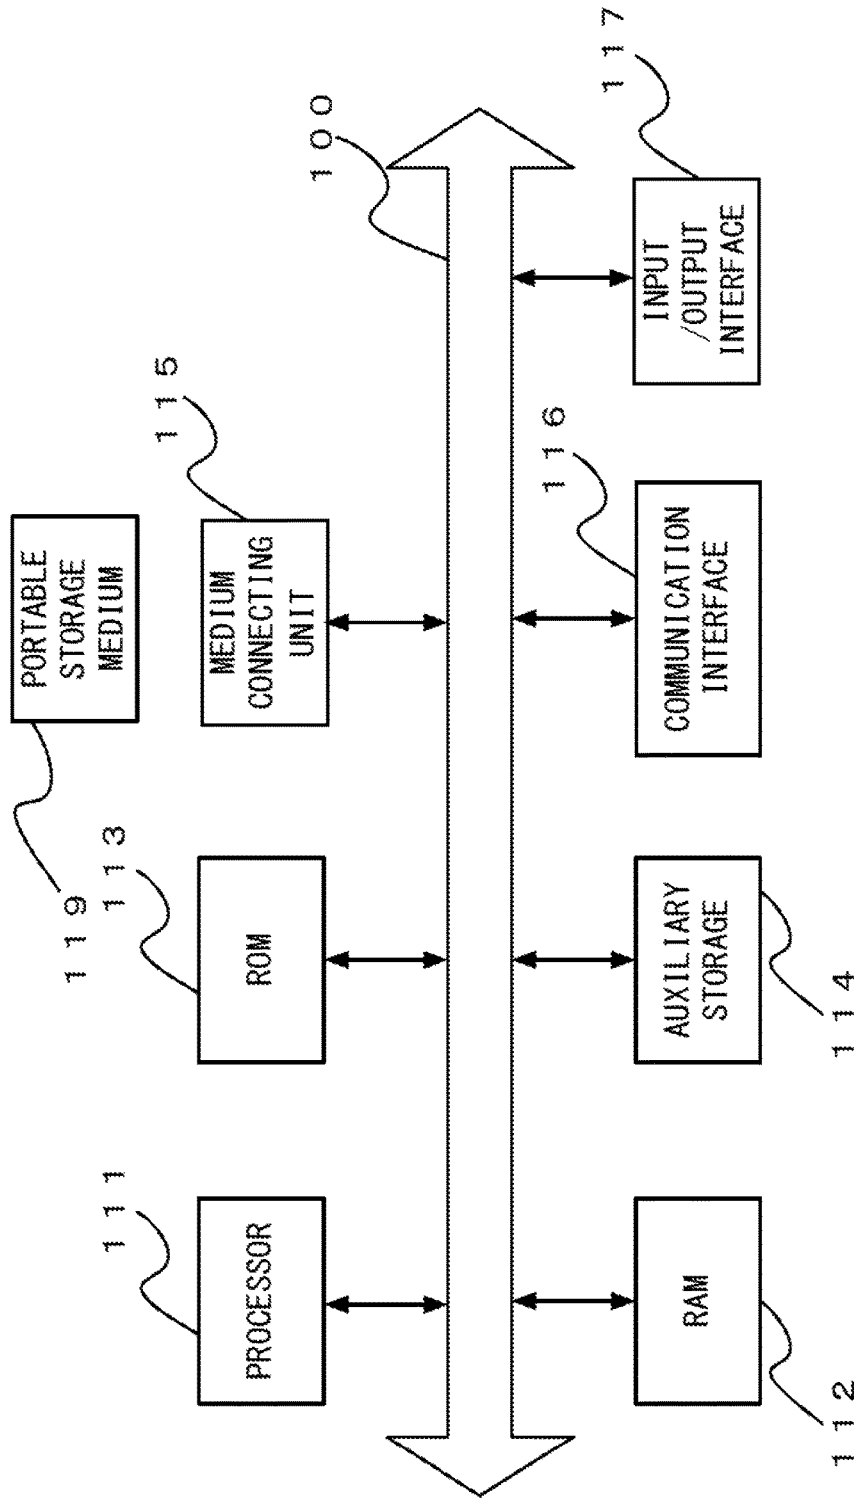 119
PORTABLE
STORAGE
MEDIUM
111
113
115
PROCESSOR
ROM
MEDIUM
CONNECTING
UNIT
100
116
117
RAM
AUXILIARY
STORAGE
COMMUNICATION
INTERFACE
INPUT
/OUTPUT
INTERFACE
112
114